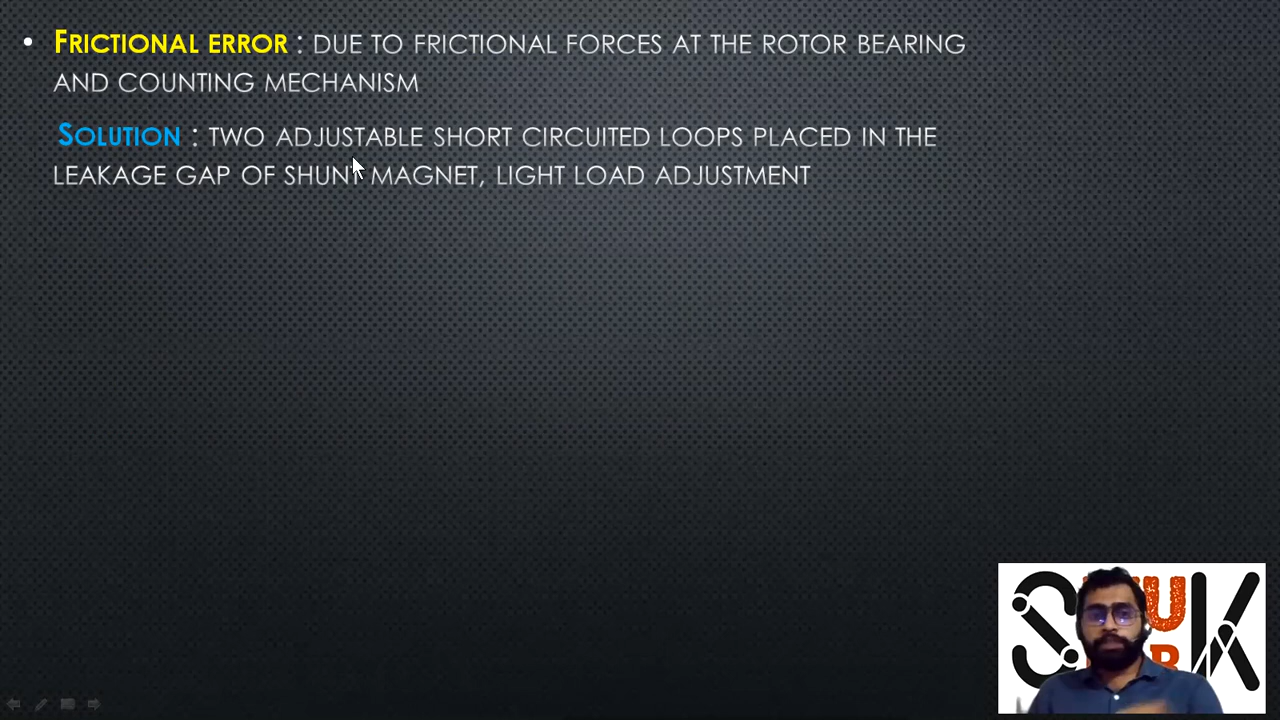 • FRICTIONAL ERROR : DUE TO FRICTIONAL FORCES AT THE ROTOR BEARING
AND COUNTING MECHANISM
SOLUTION : TWO ADJUSTABLE SHORT CIRCUITED LOOPS PLACED IN THE
LEAKAGE GAP OF SHUNT MAGNET, LIGHT LOAD ADJUSTMENT